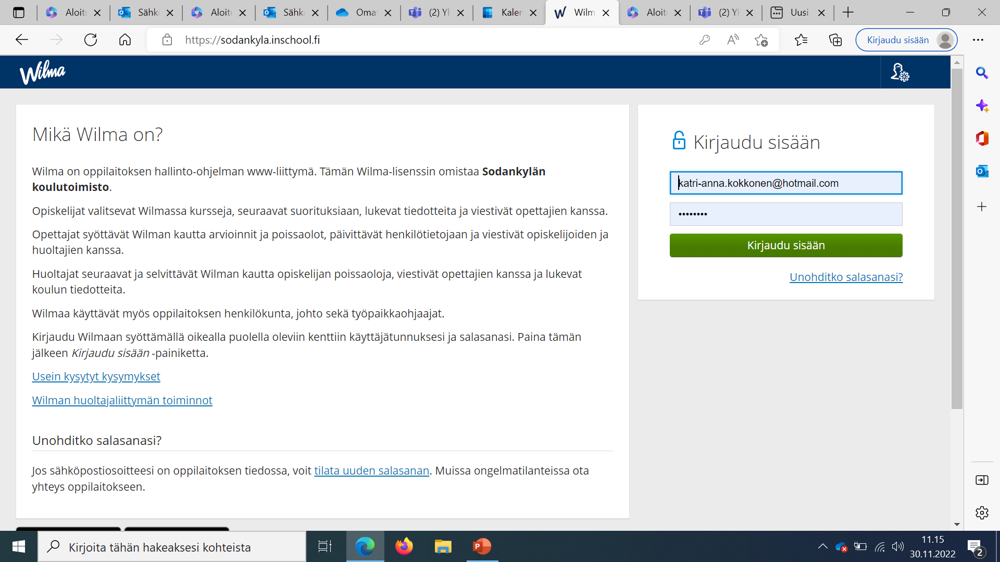 Aloit
Sähk
Aloit
Sähk
Oma
(2) Yl
Kalen
Wilm
Aloit
(2) Yl
Uusi
https://sodankyla.inschool.fi
Kirjaudu sisään
Wilma
Mikä Wilma on?
Wilma on oppilaitoksen hallinto-ohjelman www-liittymä. Tämän Wilma-lisenssin omistaa Sodankylän
koulutoimisto.
Opiskelijat valitsevat Wilmassa kursseja, seuraavat suorituksiaan, lukevat tiedotteita ja viestivät opettajien kanssa.
Opettajat syöttävät Wilman kautta arvioinnit ja poissaolot, päivittävät henkilötietojaan ja viestivät opiskelijoiden ja
huoltajien kanssa.
Huoltajat seuraavat ja selvittävät Wilman kautta opiskelijan poissaoloja, viestivät opettajien kanssa ja lukevat
koulun tiedotteita.
Wilmaa käyttävät myös oppilaitoksen henkilökunta, johto sekä työpaikkaohjaajat.
Kirjaudu Wilmaan syöttämällä oikealla puolella oleviin kenttiin käyttäjätunnuksesi ja salasanasi. Paina tämän
jälkeen Kirjaudu sisään -painiketta.
Usein kysytyt kysymykset
Wilman huoltajaliittymän toiminnot
Unohditko salasanasi?
Jos sähköpostiosoitteesi on oppilaitoksen tiedossa, voit tilata uuden salasanan. Muissa ongelmatilanteissa ota
yhteys oppilaitokseen.
Kirjaudu sisään
katri-anna.kokkonen@hotmail.com
••••••••
Kirjaudu sisään
Unohditko salasanasi?
Kirjoita tähän hakeaksesi kohteista
11.15
30.11.2022
2